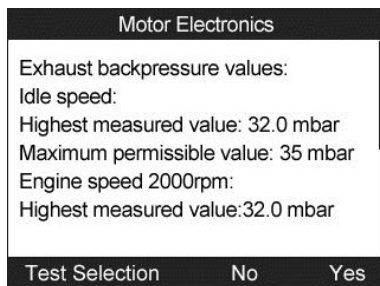 Motor Electronics
Exhaust backpressure values:
Idle speed:
Highest measured value: 32.0 mbar
Maximum permissible value: 35 mbar
Engine speed 2000rpm:
Highest measured value:32.0 mbar
Test Selection No Yes